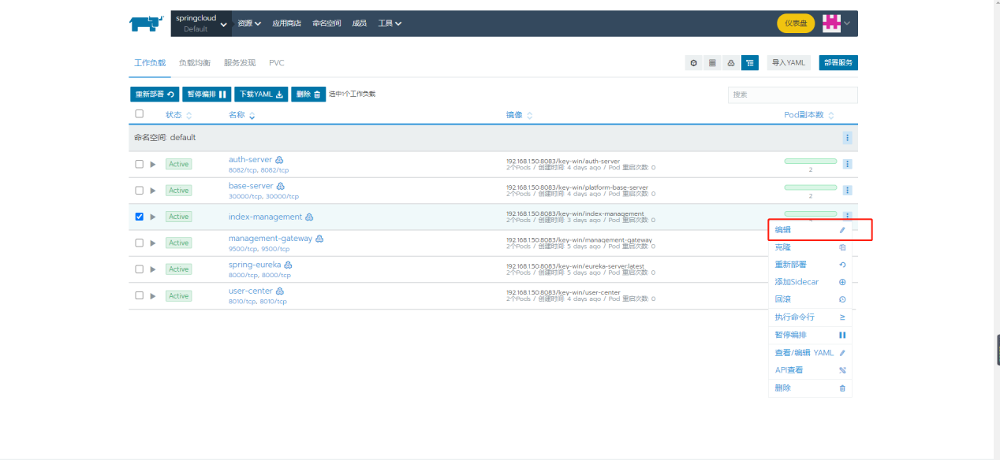 springcloud
Default
资源
应用商店
命名空间
成员
工具
仪表盘
工作负载
负载均衡
服务发现
PVC
导入YAML
部署服务
重新部署
暂停编排
下载YAML
删除
选中1个工作负载
搜索
状态
名称
镜像
Pod副本数
命名空间: default
Active
auth-server
8082/tcp, 8082/tcp
192.168.1.50:8083/key-win/auth-server
2个Pods / 创建时间: 4 days ago / Pod 重启次数: 0
2
Active
base-server
30000/tcp, 30000/tcp
192.168.1.50:8083/key-win/platform-base-server
2个Pods / 创建时间: 4 days ago / Pod 重启次数: 0
2
Active
index-management
192.168.1.50:8083/key-win/index-management
2个Pods / 创建时间: 3 days ago / Pod 重启次数: 0
Active
management-gateway
9500/tcp, 9500/tcp
192.168.1.50:8083/key-win/management-gateway
2个Pods / 创建时间: 5 days ago / Pod 重启次数: 0
Active
spring-eureka
8000/tcp, 8000/tcp
192.168.1.50:8083/key-win/eureka-server:latest
2个Pods / 创建时间: 5 days ago / Pod 重启次数: 0
Active
user-center
8010/tcp, 8010/tcp
192.168.1.50:8083/key-win/user-center
2个Pods / 创建时间: 4 days ago / Pod 重启次数: 0
编辑
克隆
重新部署
添加Sidecar
回滚
执行命令行
暂停编排
查看/编辑 YAML
API查看
删除